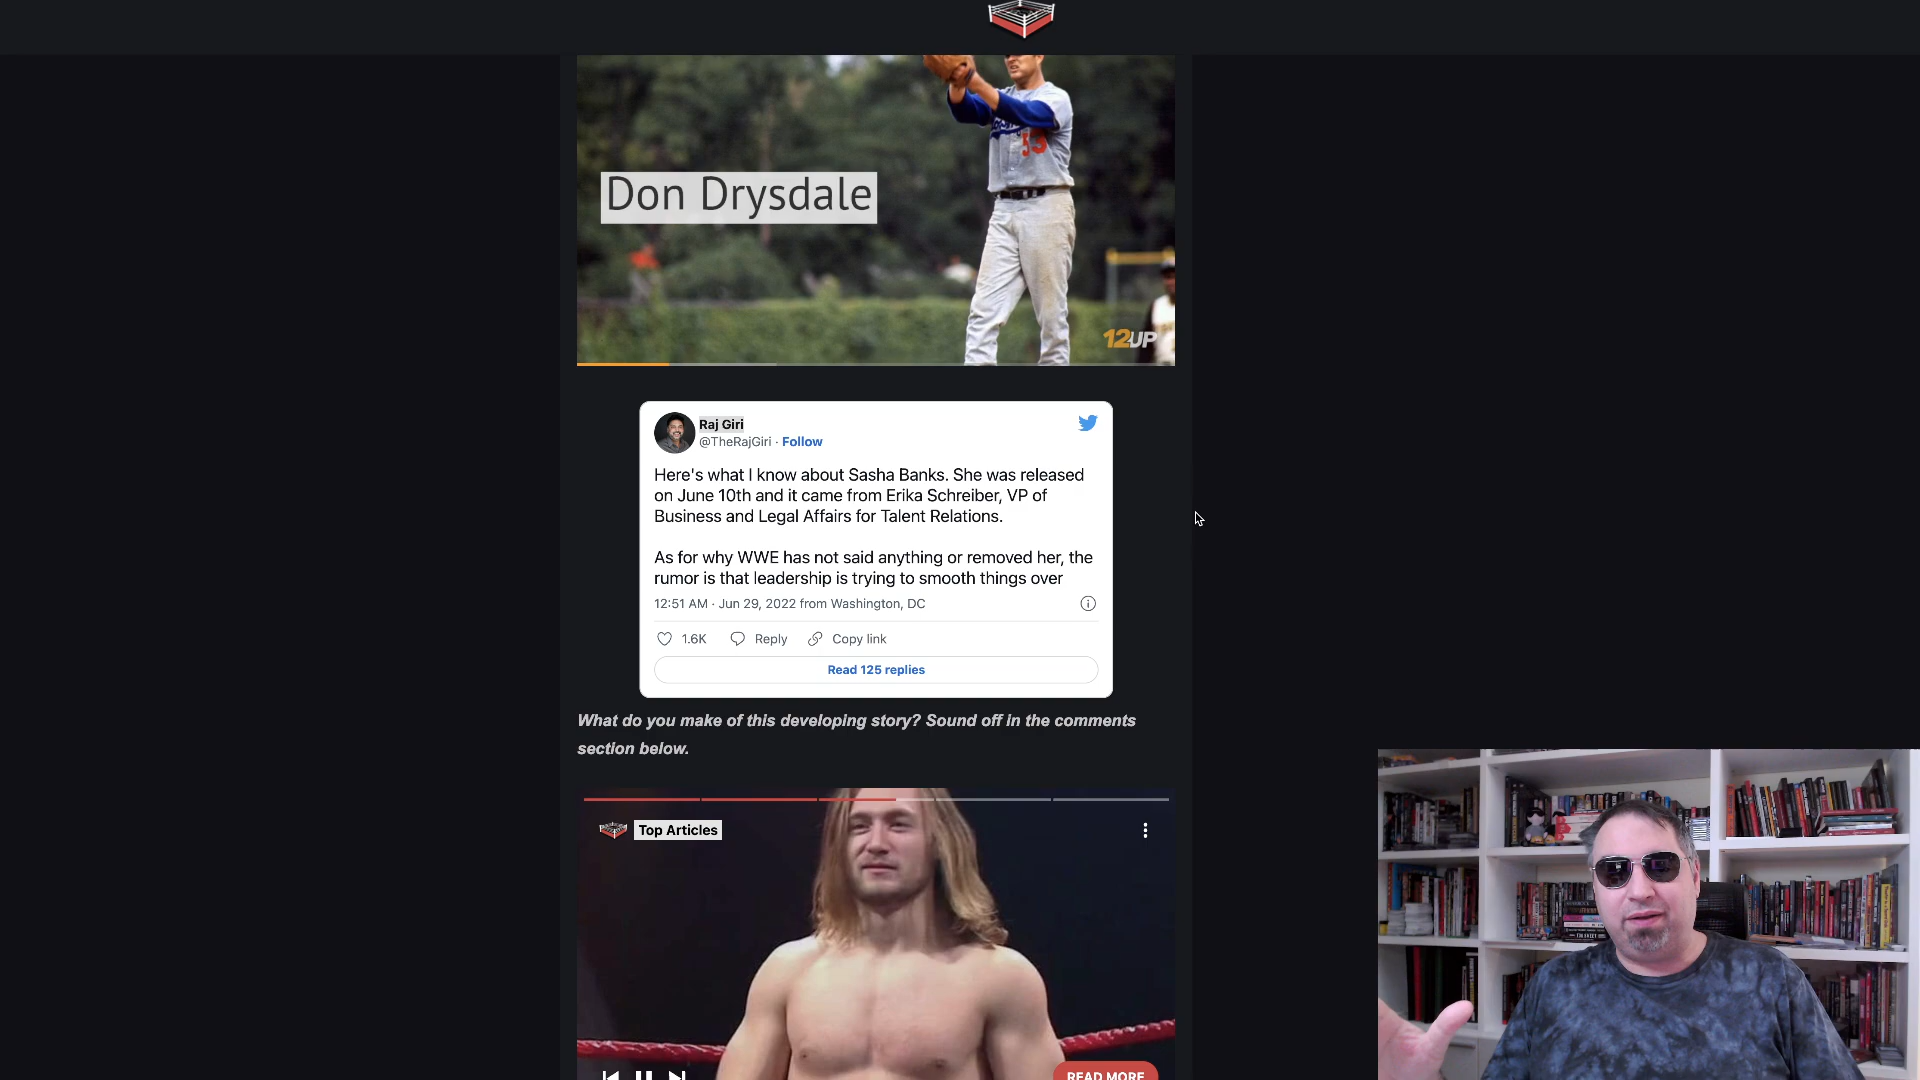 53
Don Drysdale
12UP
Raj Giri
@TheRajGiri · Follow
Here's what I know about Sasha Banks. She was released
on June 10th and it came from Erika Schreiber, VP of
Business and Legal Affairs for Talent Relations.
As for why WWE has not said anything or removed her, the
rumor is that leadership is trying to smooth things over
12:51 AM · Jun 29, 2022 from Washington, DC
1.6K Reply Copy link
Read 125 replies
What do you make of this developing story? Sound off in the comments
section below.
Top Articles
READ MORE